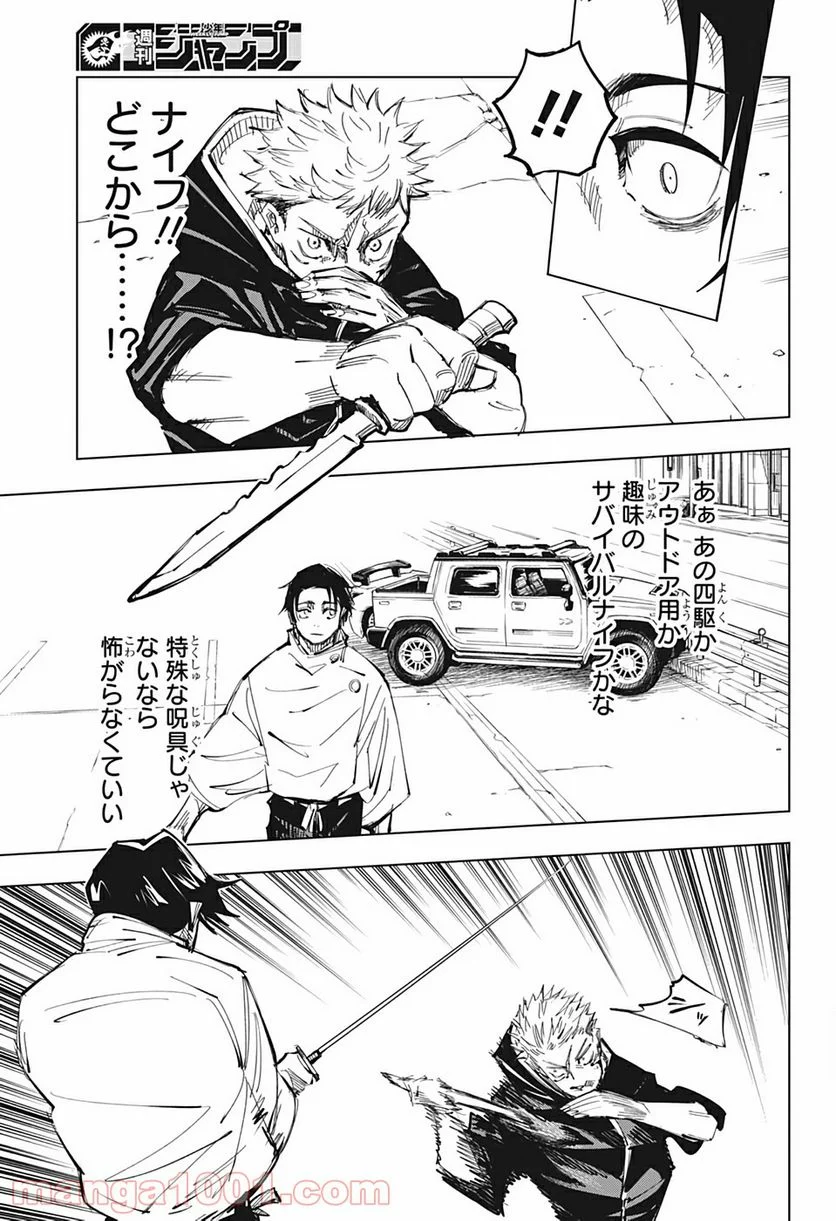 週刊
少年
ジャンプ
!!
ナイフ!!
どこから……!?
あぁ あの四駆か
アウトドア用か
趣味の
サバイバルナイフかな
特殊な呪具じゃ
ないなら
怖がらなくていい
manga1001.com